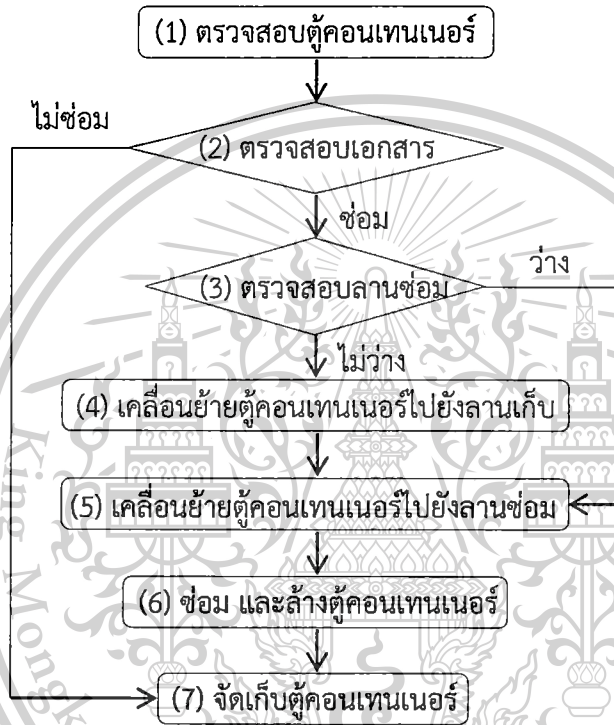 (1) ตรวจสอบตู้คอนเทนเนอร์
ไม่ซ่อม
(2) ตรวจสอบเอกสาร
ซ่อม
ว่าง
(3) ตรวจสอบลานซ่อม
ไม่ว่าง
(4) เคลื่อนย้ายตู้คอนเทนเนอร์ไปยังลานเก็บ
(5) เคลื่อนย้ายตู้คอนเทนเนอร์ไปยังลานซ่อม
(6) ซ่อม และล้างตู้คอนเทนเนอร์
(7) จัดเก็บตู้คอนเทนเนอร์
King Mongk